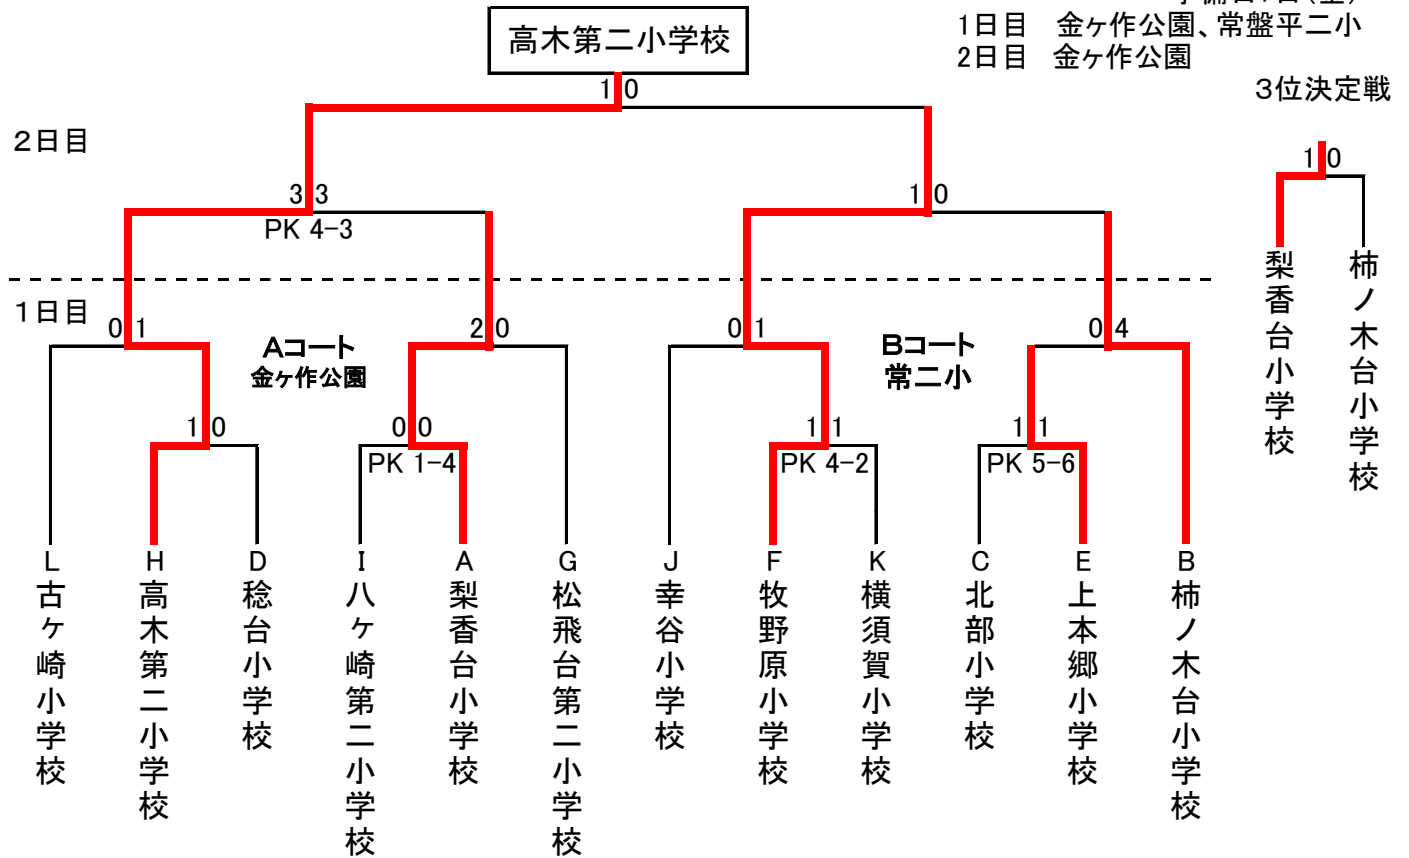 高木第二小学校
1日目 金ヶ作公園、常盤平二小
2日目 金ヶ作公園
3位決定戦
1 0
2日目
1 0
3 3
PK 4-3
1 0
梨香台小学校
柿ノ木台小学校
1日目
0 1
2 0
0 1
0 4
Aコート
金ヶ作公園
Bコート
常二小
1 0
0 0
PK 1-4
1 1
PK 4-2
1 1
PK 5-6
L
古ケ崎小学校
H
高木第二小学校
D
稔台小学校
I
八ケ崎第二小学校
A
梨香台小学校
G
松飛台第二小学校
J
幸谷小学校
F
牧野原小学校
K
横須賀小学校
C
北部小学校
E
上本郷小学校
B
柿ノ木台小学校